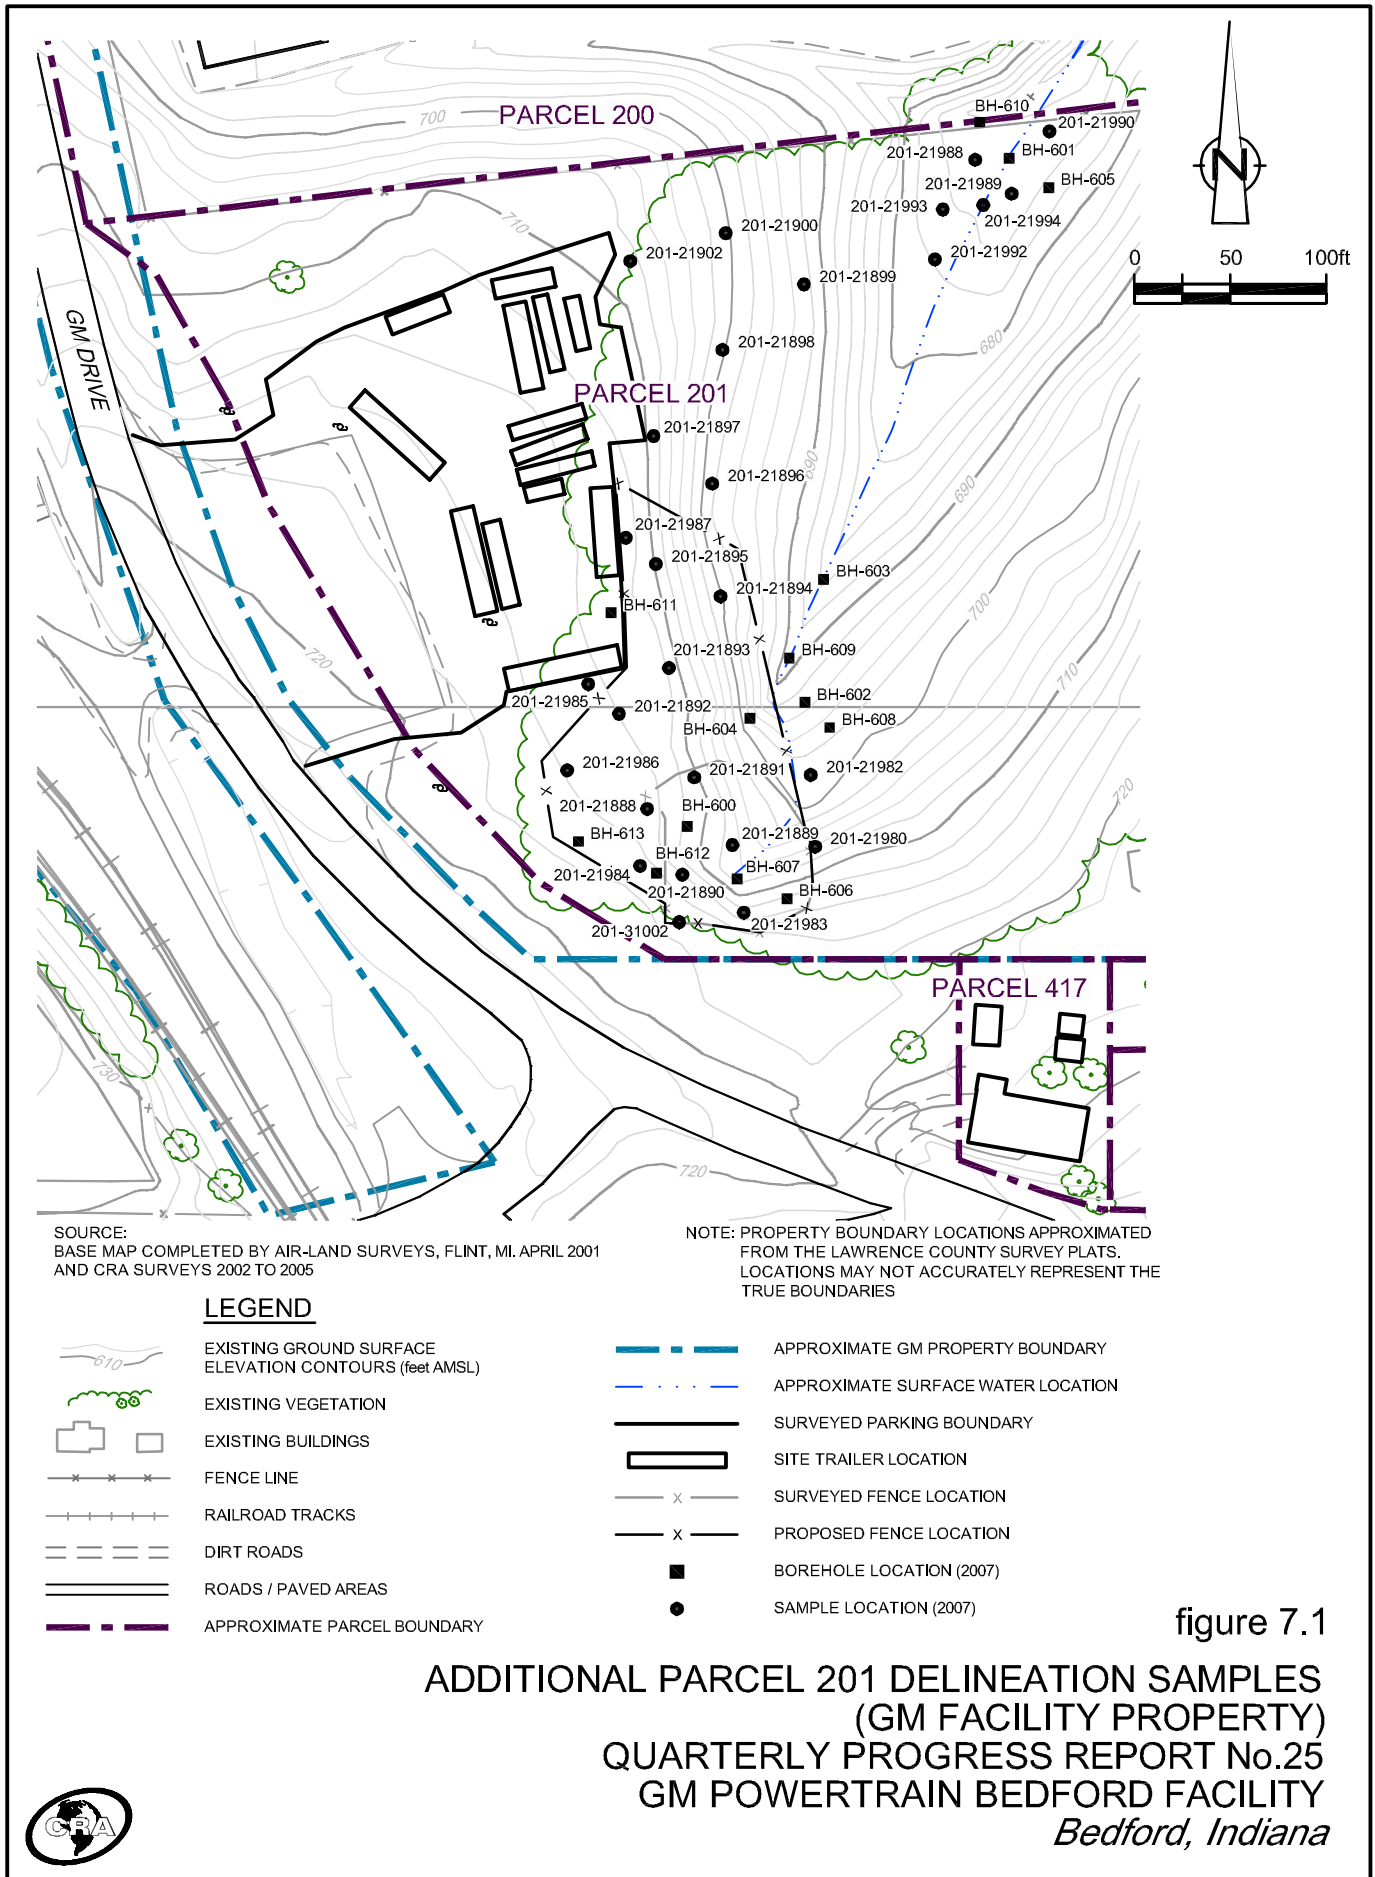 PARCEL 200
700
BH-610
201-21990
201-21988
BH-601
201-21989
BH-605
201-21993
201-21994
N
710
201-21900
201-21902
201-21992
0 50 100ft
201-21899
GM DRIVE
680
201-21898
PARCEL 201
201-21897
690
201-21896
690
201-21987
201-21895
BH-603
201-21894
BH-611
700
720
201-21893
BH-609
710
201-21985
201-21892
BH-602
BH-604
BH-608
201-21986
201-21891
201-21982
720
201-21888
BH-600
BH-613
201-21889
201-21980
BH-612
201-21984
BH-607
201-21890
BH-606
201-31002
201-21983
PARCEL 417
730
720
SOURCE:
BASE MAP COMPLETED BY AIR-LAND SURVEYS, FLINT, MI. APRIL 2001
AND CRA SURVEYS 2002 TO 2005
NOTE: PROPERTY BOUNDARY LOCATIONS APPROXIMATED
FROM THE LAWRENCE COUNTY SURVEY PLATS.
LOCATIONS MAY NOT ACCURATELY REPRESENT THE
TRUE BOUNDARIES
LEGEND
610
EXISTING GROUND SURFACE
ELEVATION CONTOURS (feet AMSL)
EXISTING VEGETATION
EXISTING BUILDINGS
FENCE LINE
RAILROAD TRACKS
DIRT ROADS
ROADS / PAVED AREAS
APPROXIMATE PARCEL BOUNDARY
APPROXIMATE GM PROPERTY BOUNDARY
APPROXIMATE SURFACE WATER LOCATION
SURVEYED PARKING BOUNDARY
SITE TRAILER LOCATION
SURVEYED FENCE LOCATION
PROPOSED FENCE LOCATION
BOREHOLE LOCATION (2007)
SAMPLE LOCATION (2007)
figure 7.1
ADDITIONAL PARCEL 201 DELINEATION SAMPLES
(GM FACILITY PROPERTY)
QUARTERLY PROGRESS REPORT No.25
GM POWERTRAIN BEDFORD FACILITY
Bedford, Indiana
CRA